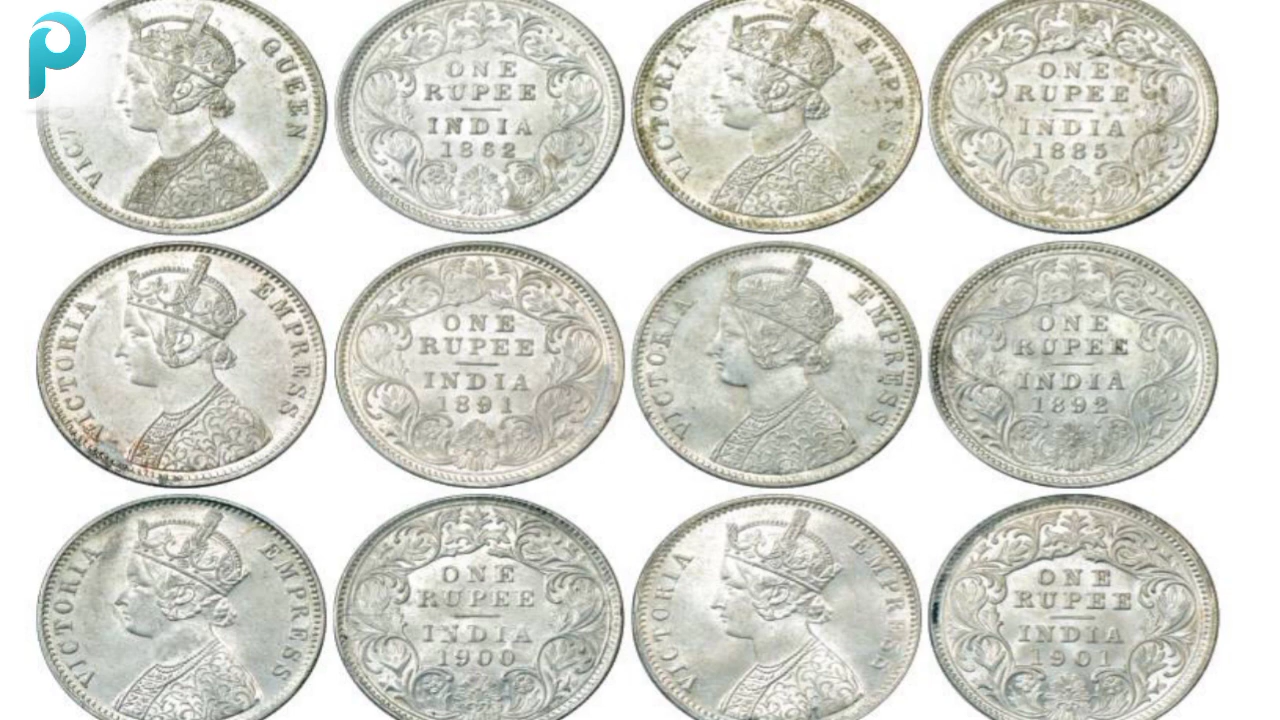 VICTORIA QUEEN
ONE
RUPEE
INDIA
1862
VICTORIA EMPRESS
ONE
RUPEE
INDIA
1885
VICTORIA EMPRESS
ONE
RUPEE
INDIA
1891
VICTORIA EMPRESS
ONE
RUPEE
INDIA
1892
VICTORIA EMPRESS
ONE
RUPEE
INDIA
1900
VICTORIA EMPRESS
ONE
RUPEE
INDIA
1901